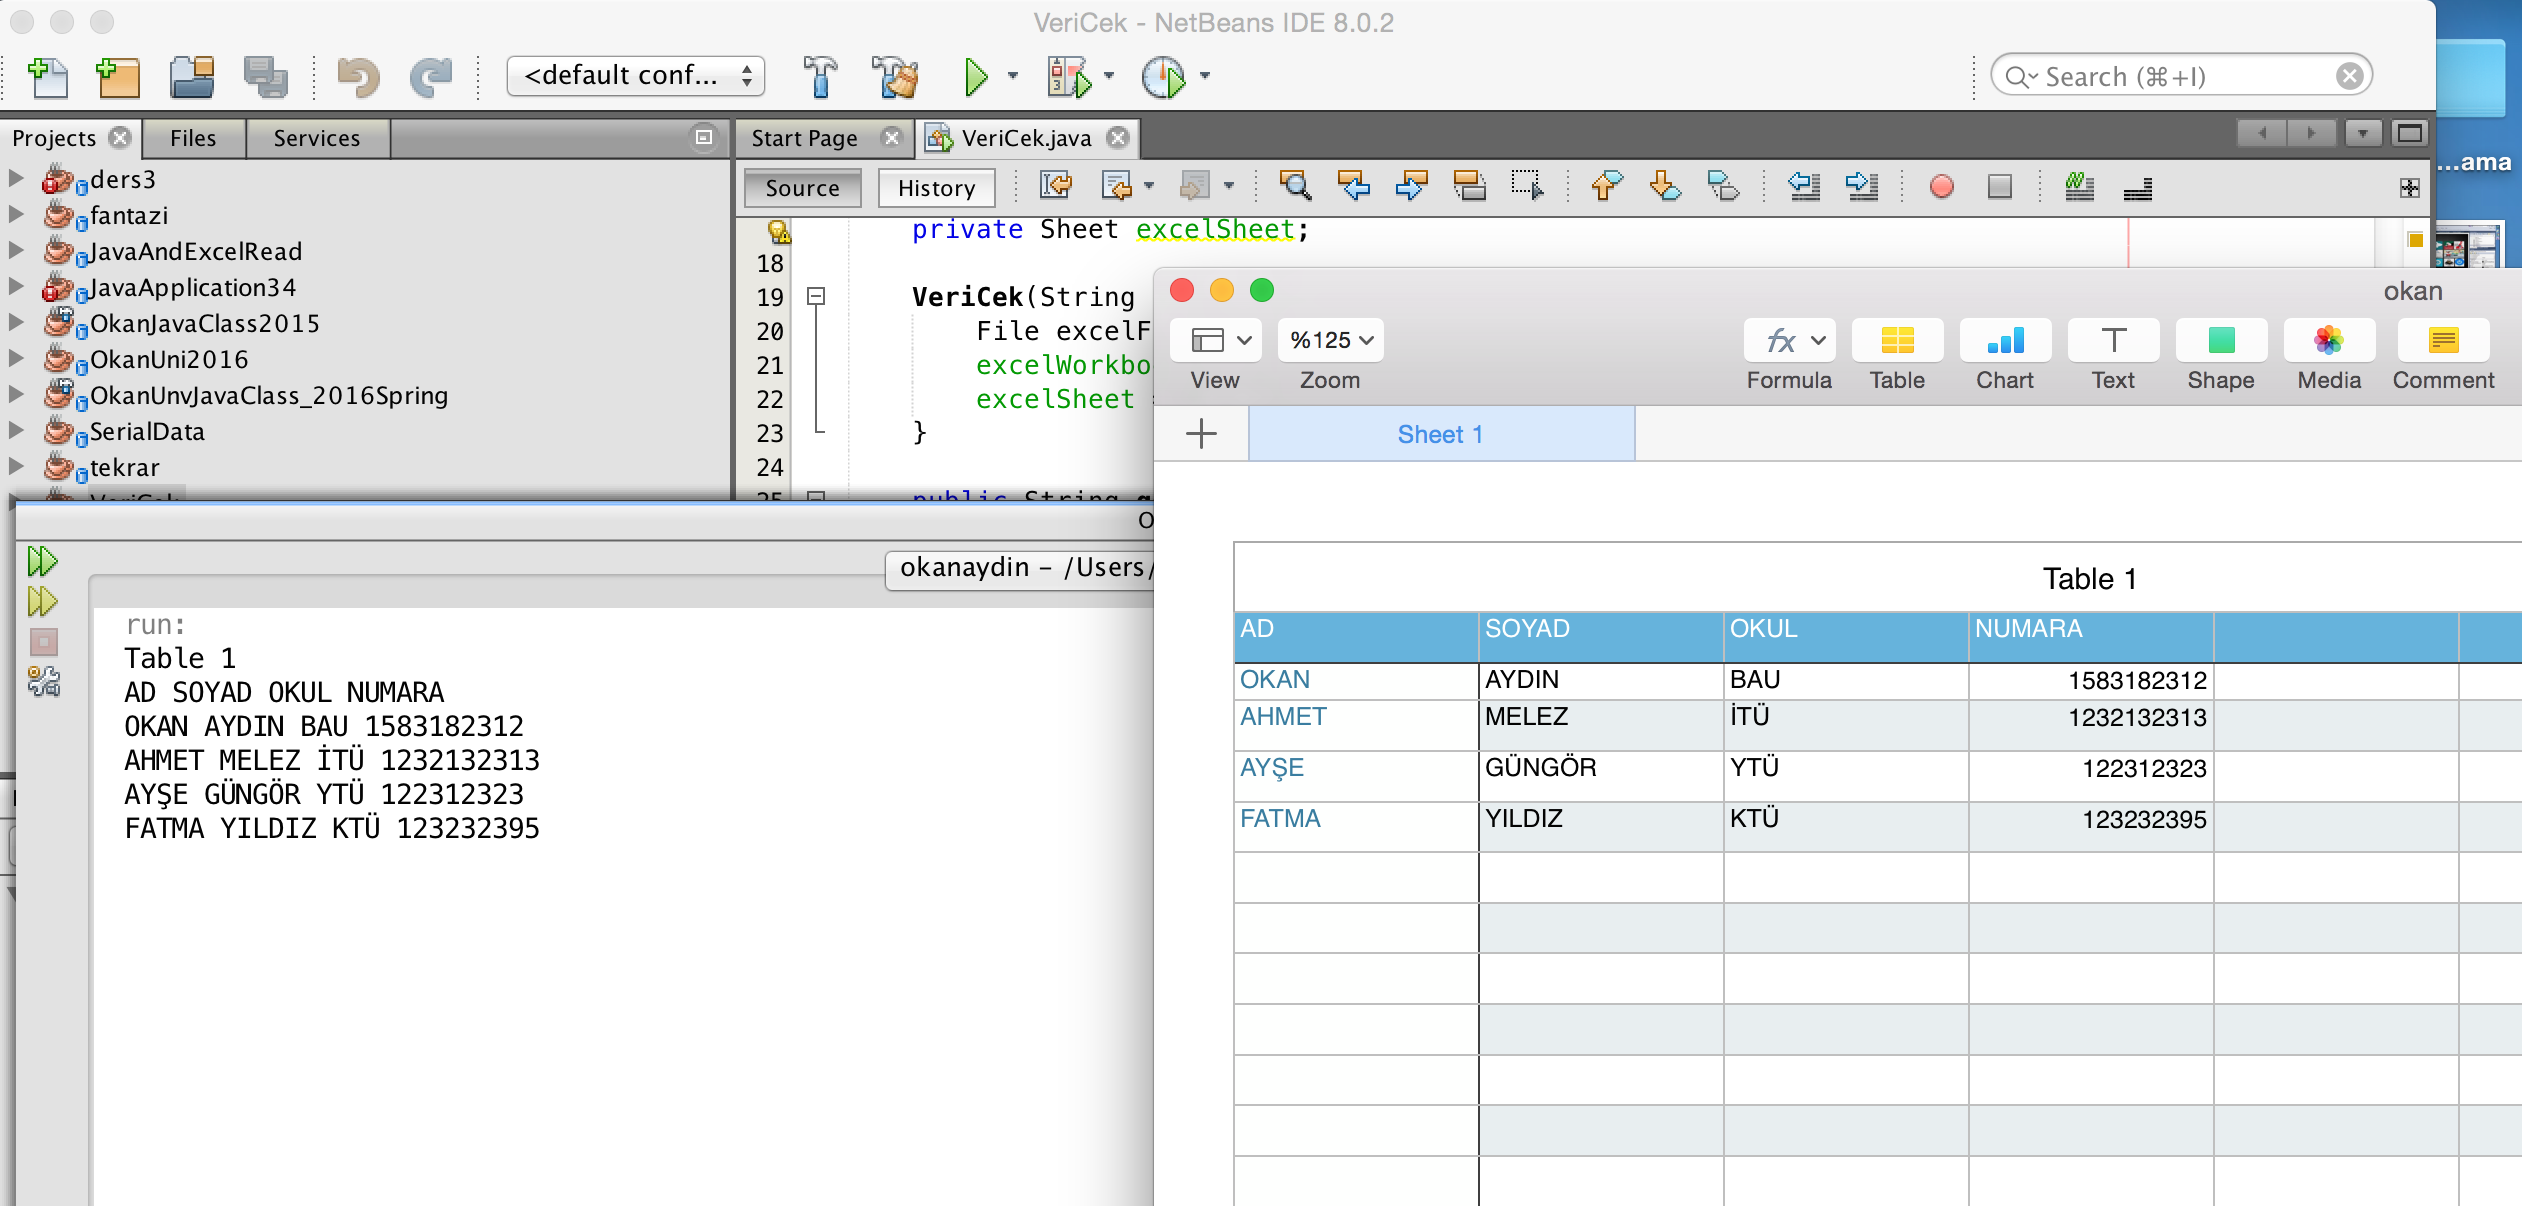 VeriCek - NetBeans IDE 8.0.2
<default conf...
Search (⌘+I)
Projects
Files
Services
ders3
fantazi
JavaAndExcelRead
JavaApplication34
OkanJavaClass2015
OkanUni2016
OkanUnvJavaClass_2016Spring
SerialData
tekrar
VeriCek
Start Page
VeriCek.java
Source
History
private Sheet excelSheet;
18
19 VeriCek(String
20 File excelF
21 excelWorkbo
22 excelSheet
23 }
24
25 public String
...ama
okanaydin - /Users/
run:
Table 1
AD SOYAD OKUL NUMARA
OKAN AYDIN BAU 1583182312
AHMET MELEZ İTÜ 1232132313
AYŞE GÜNGÖR YTÜ 122312323
FATMA YILDIZ KTÜ 123232395
okan
%125
View
Zoom
Formula
Table
Chart
Text
Shape
Media
Comment
Sheet 1
Table 1
AD SOYAD OKUL NUMARA
OKAN AYDIN BAU 1583182312
AHMET MELEZ İTÜ 1232132313
AYŞE GÜNGÖR YTÜ 122312323
FATMA YILDIZ KTÜ 123232395